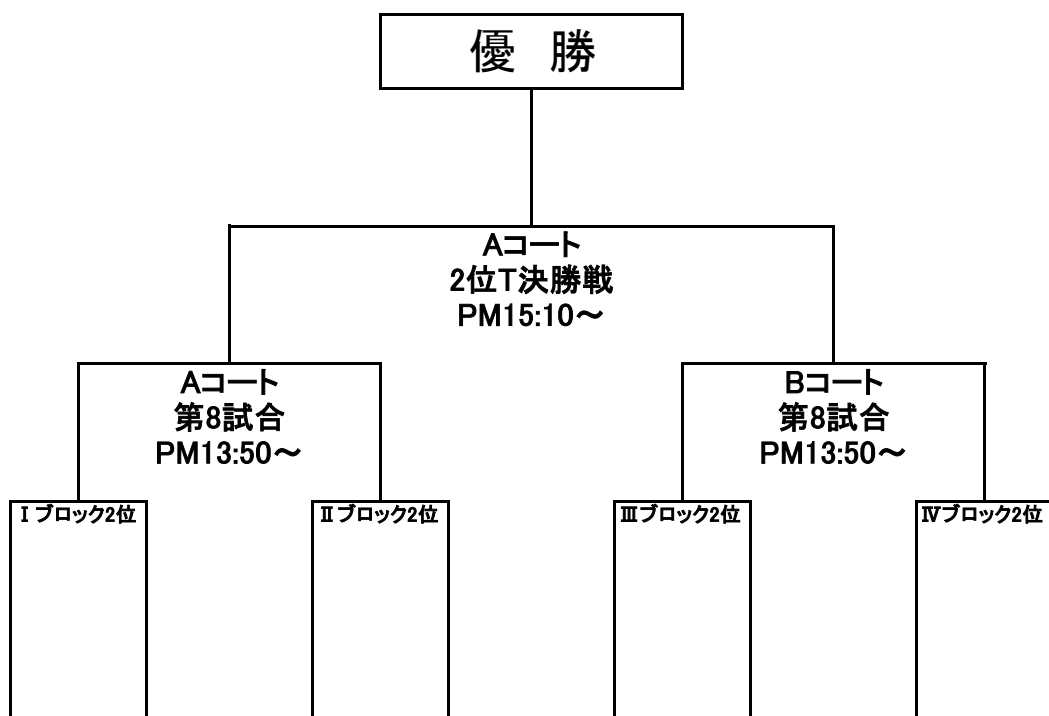 優 勝
Aコート
2位T決勝戦
PM15:10～
Aコート
第8試合
PM13:50～
Bコート
第8試合
PM13:50～
Ⅰブロック2位
Ⅱブロック2位
Ⅲブロック2位
Ⅳブロック2位